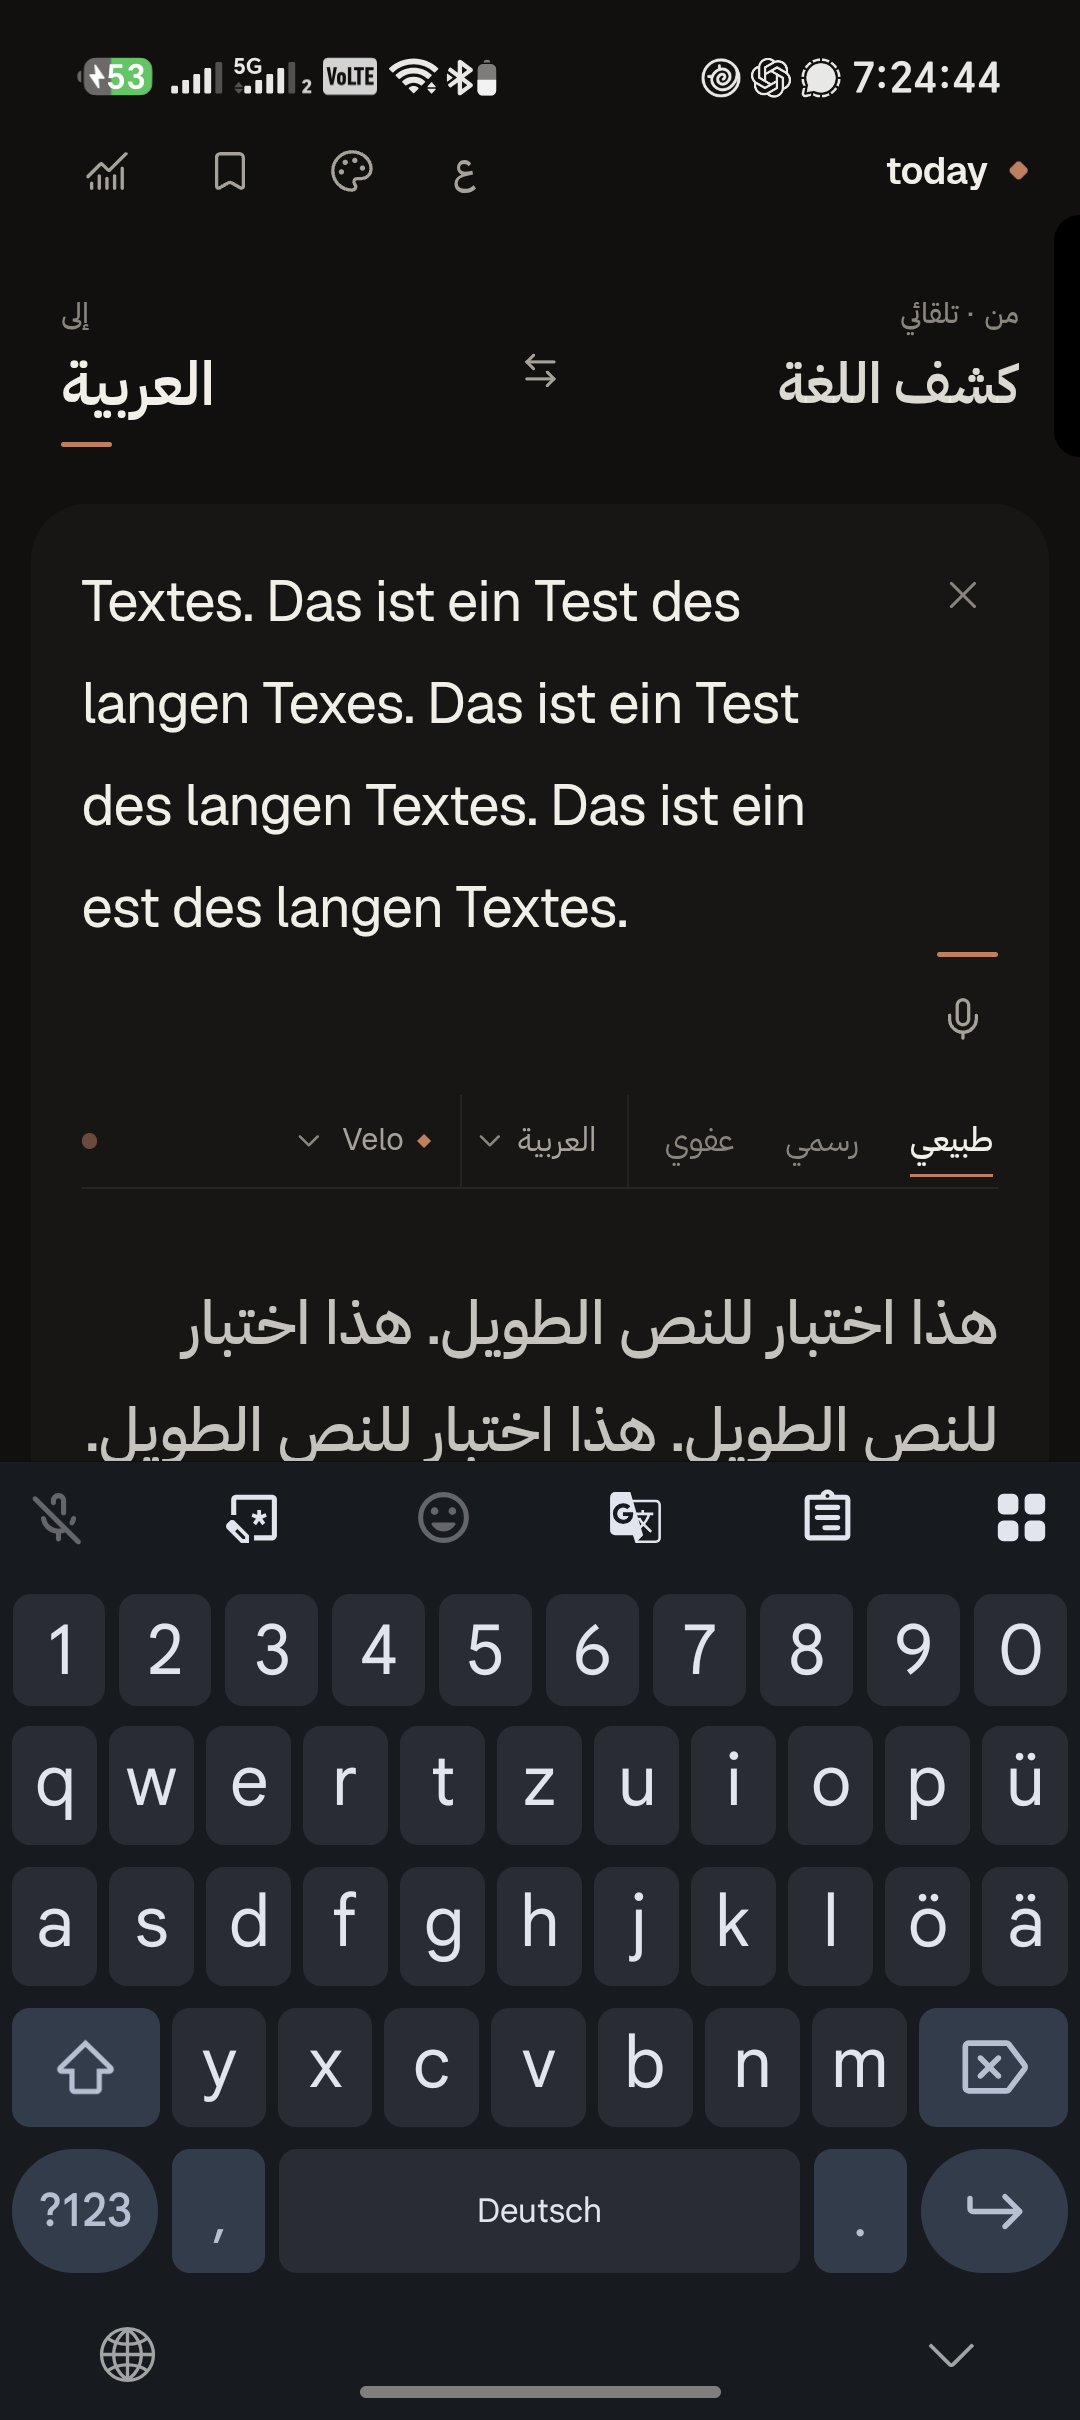 53 5G 2 VoLTE 7:24:44
ع today
من · تلقائي إلى
كشف اللغة العربية
Textes. Das ist ein Test des
langen Texes. Das ist ein Test
des langen Textes. Das ist ein
est des langen Textes.
طبيعي رسمي عفوي العربية Velo
هذا اختبار للنص الطويل. هذا اختبار
للنص الطويل. هذا اختبار للنص الطويل.
1 2 3 4 5 6 7 8 9 0
q w e r t z u i o p ü
a s d f g h j k l ö ä
y x c v b n m
?123 , Deutsch .